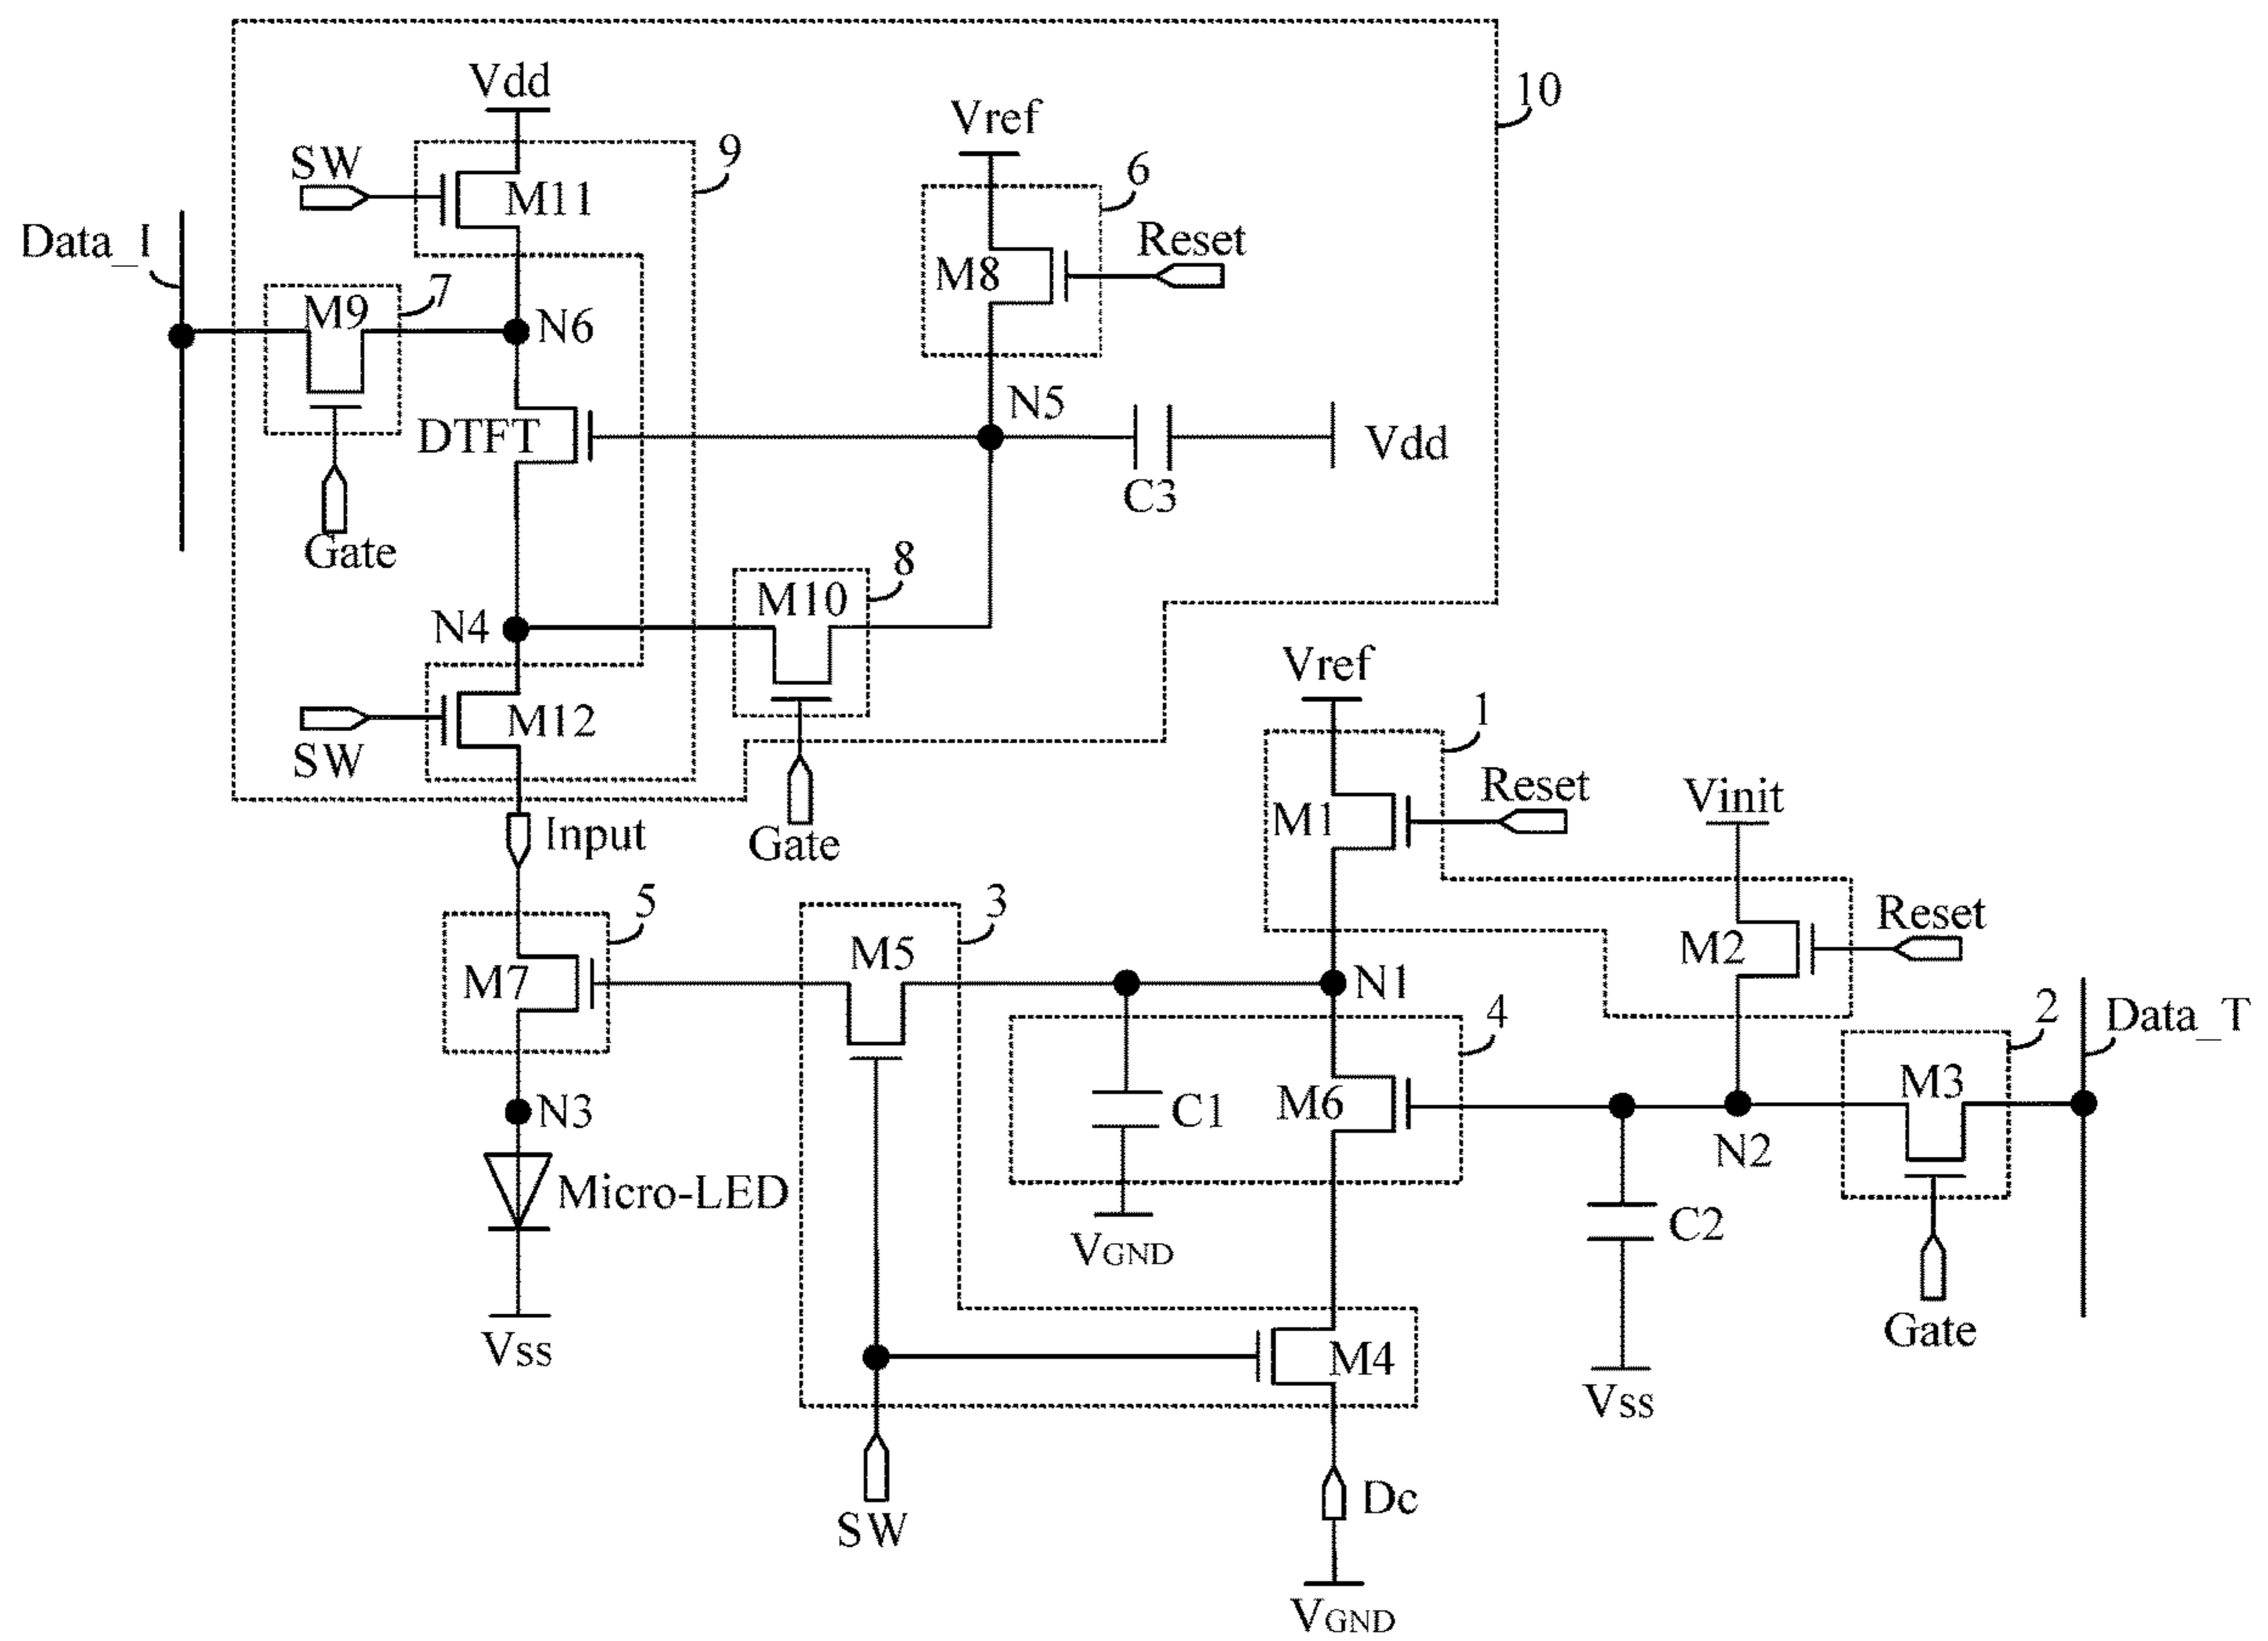 Vdd
10
Vref
SW
9
6
M11
Data_I
Reset
M8
7
M9
N6
N5
DTFT
Vdd
C3
Gate
8
M10
N4
Vref
M12
1
SW
Reset
M1
Vinit
Input
Gate
5
3
Reset
M5
M2
M7
N1
4
2
Data_T
M3
C1
M6
N3
N2
Micro-LED
C2
VGND
Gate
Vss
M4
Vss
Dc
SW
VGND